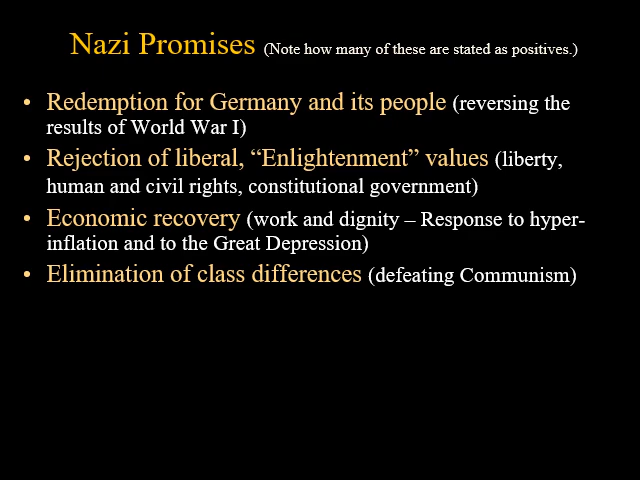 Nazi Promises (Note how many of these are stated as positives.)
• Redemption for Germany and its people (reversing the
results of World War I)
• Rejection of liberal, “Enlightenment” values (liberty,
human and civil rights, constitutional government)
• Economic recovery (work and dignity – Response to hyper-
inflation and to the Great Depression)
• Elimination of class differences (defeating Communism)